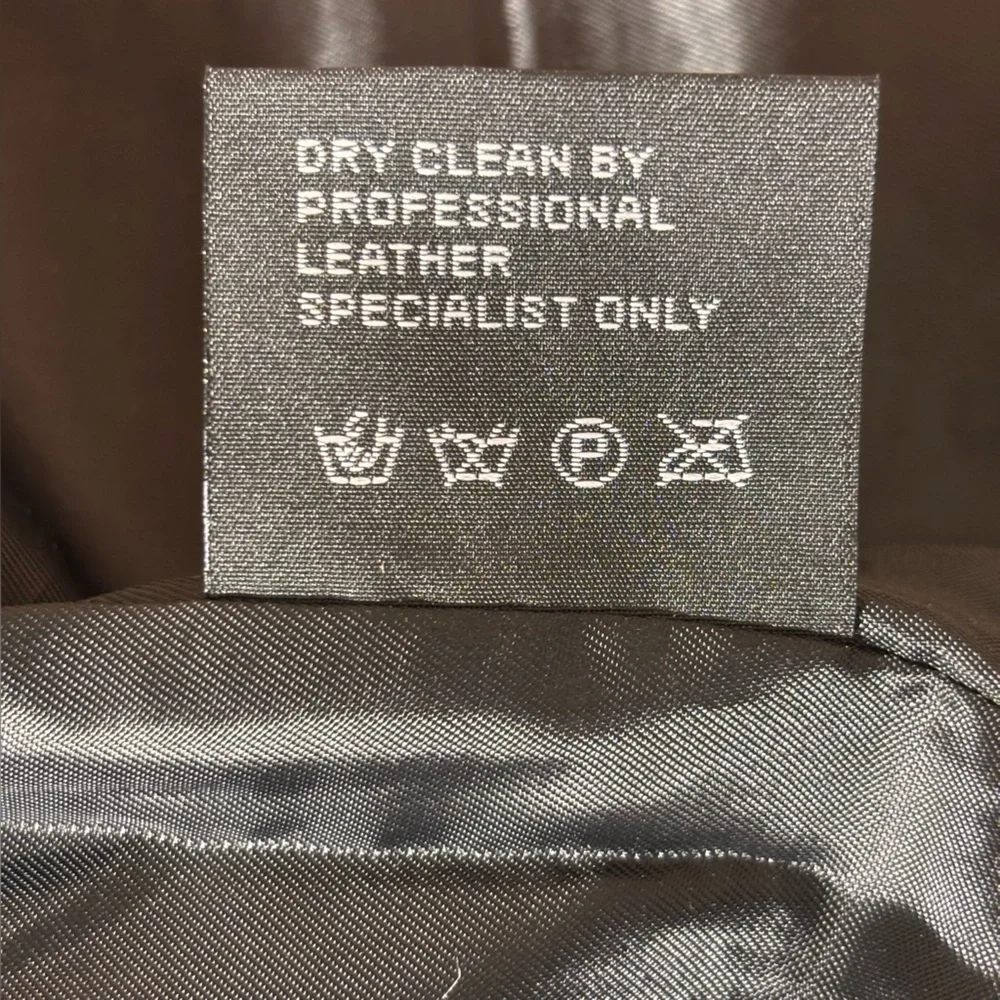 DRY CLEAN BY
PROFESSIONAL
LEATHER
SPECIALIST ONLY
P